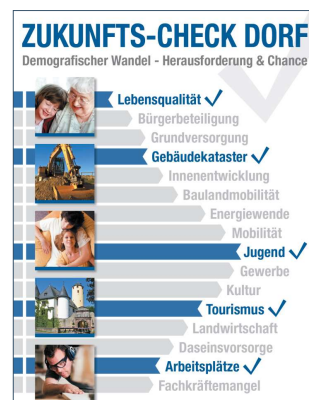 ZUKUNFTS-CHECK DORF
Demografischer Wandel - Herausforderung & Chance
Lebensqualität ✓
Bürgerbeteiligung
Grundversorgung
Gebäudekataster ✓
Innenentwicklung
Baulandmobilität
Energiewende
Mobilität
Jugend ✓
Gewerbe
Kultur
Tourismus ✓
Landwirtschaft
Daseinsvorsorge
Arbeitsplätze ✓
Fachkräftemangel